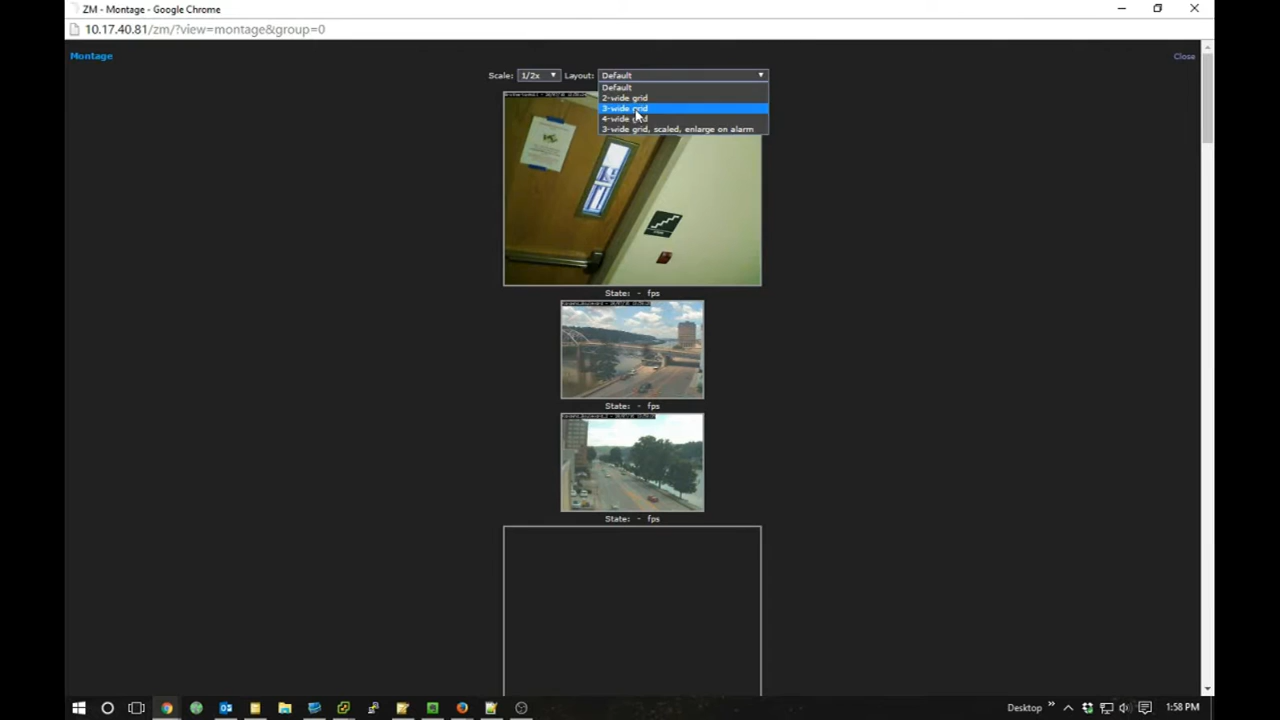 ZM - Montage - Google Chrome
10.17.40.81/zm/?view=montage&group=0
Montage
Close
Scale: 1/2x Layout: Default
Default
2-wide grid
3-wide grid
4-wide grid
3-wide grid, scaled, enlarge on alarm
State: - fps
State: - fps
State: - fps
Desktop
1:58 PM